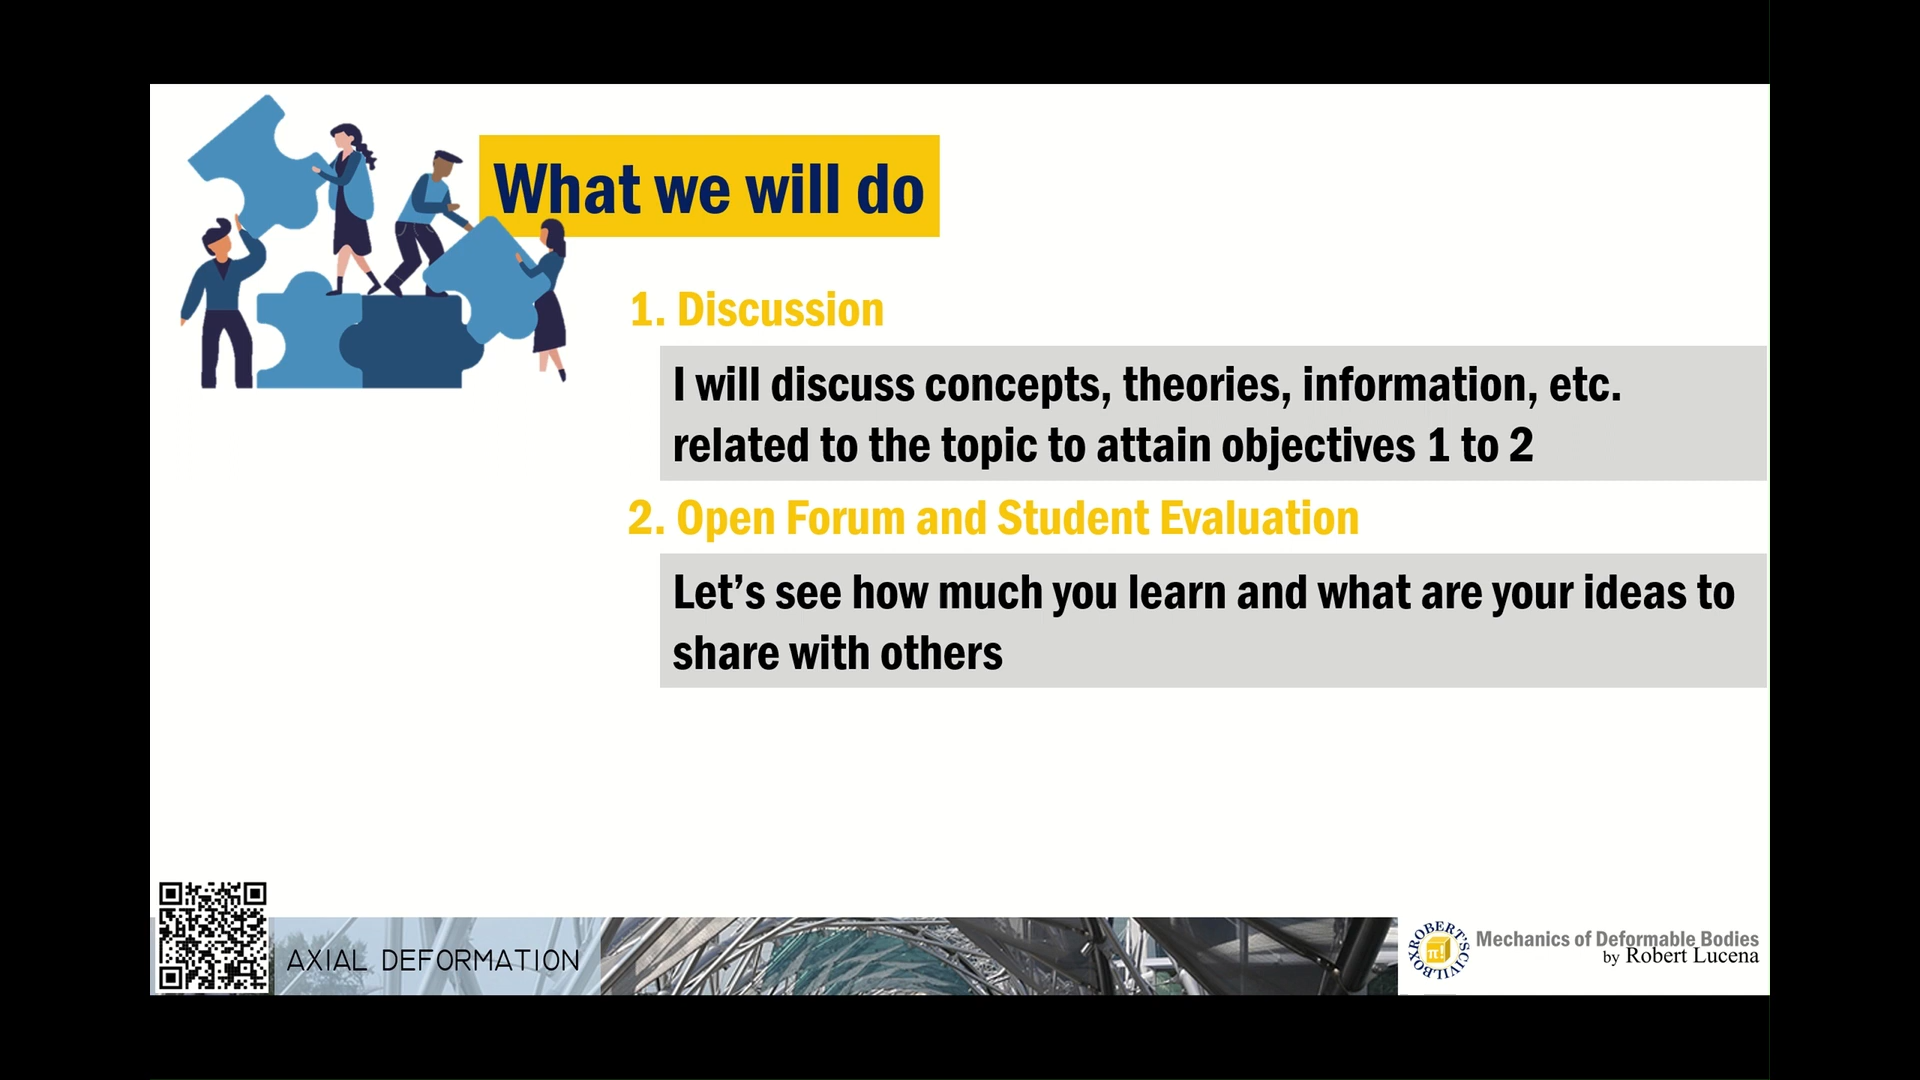 What we will do
1. Discussion
I will discuss concepts, theories, information, etc.
related to the topic to attain objectives 1 to 2
2. Open Forum and Student Evaluation
Let’s see how much you learn and what are your ideas to
share with others
AXIAL DEFORMATION
ROBERT'S CIVILBOX
π!
Mechanics of Deformable Bodies
by Robert Lucena